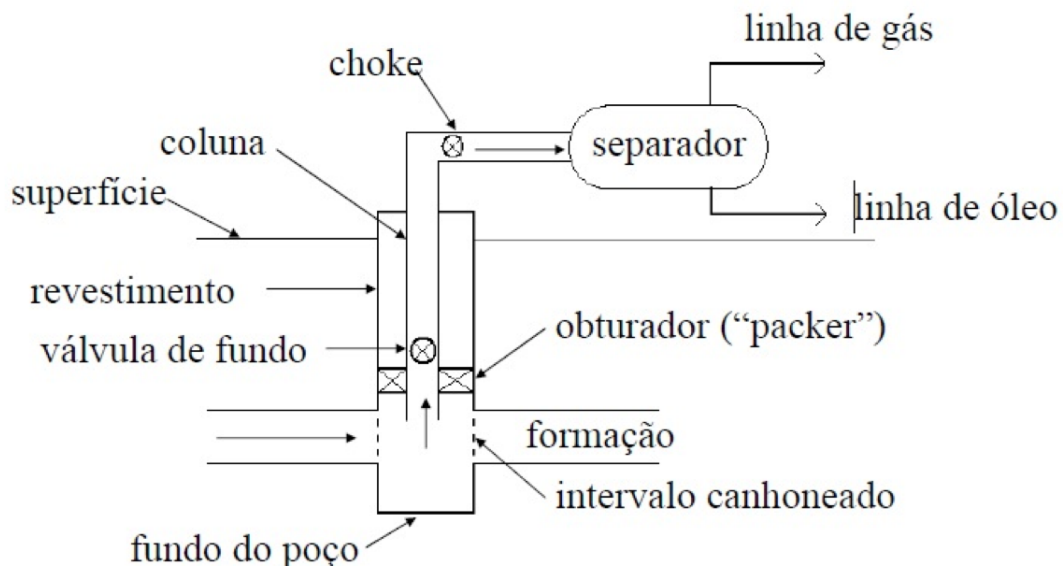 linha de gás
choke
separador
coluna
superfície
linha de óleo
revestimento
obturador (“packer”)
válvula de fundo
formação
intervalo canhoneado
fundo do poço